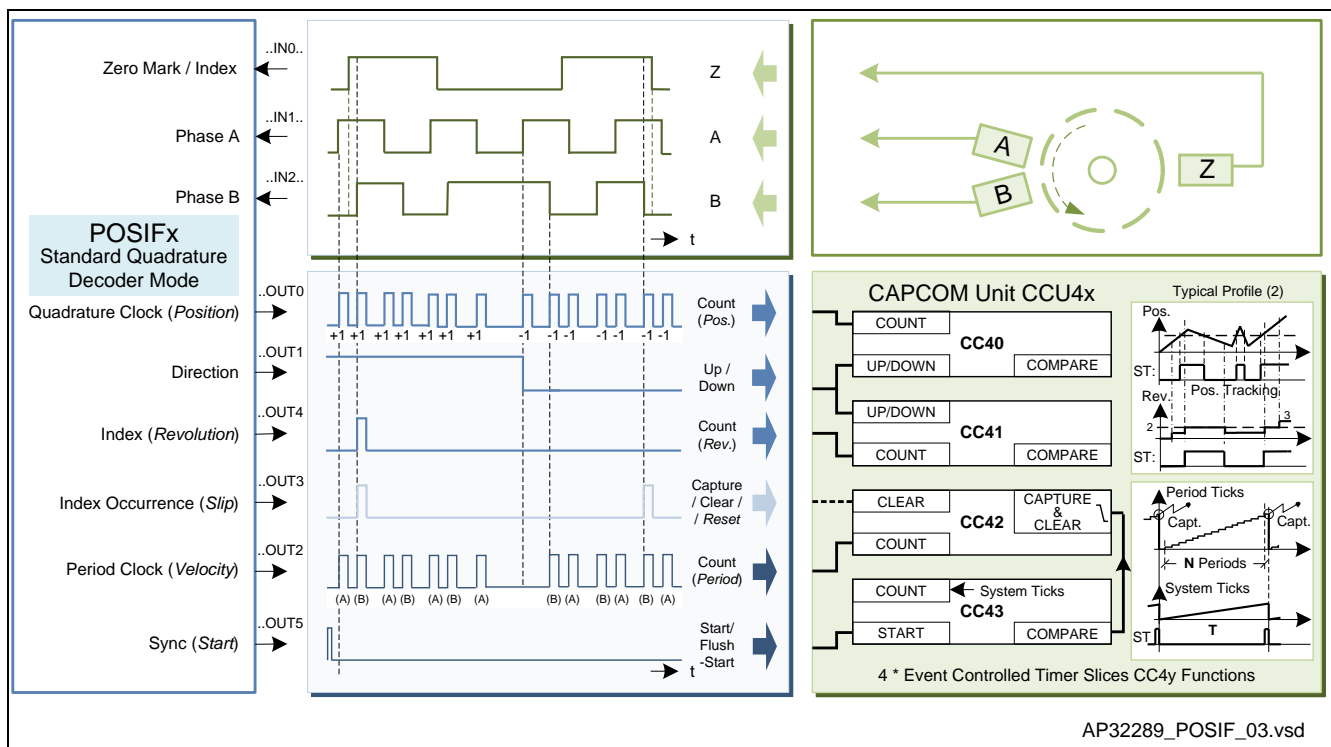 ..IN0..
Zero Mark / Index
Z
..IN1..
Phase A
A
..IN2..
Phase B
B
t
A
B
Z
POSIFx
Standard Quadrature
Decoder Mode
..OUT0
Quadrature Clock (Position)
+1 +1 +1 +1 +1 +1 +1 -1 -1 -1 -1 -1 -1 -1
Count
(Pos.)
..OUT1
Direction
Up /
Down
..OUT4
Index (Revolution)
Count
(Rev.)
..OUT3
Index Occurrence (Slip)
Capture
/ Clear /
/ Reset
..OUT2
Period Clock (Velocity)
(A) (B) (A) (B) (A) (B) (A) (B) (A) (B) (A) (B) (A)
Count
(Period)
..OUT5
Sync (Start)
Start/
Flush
-Start
t
CAPCOM Unit CCU4x
COUNT
CC40
UP/DOWN
COMPARE
UP/DOWN
CC41
COUNT
COMPARE
CLEAR
CC42
CAPTURE
&
CLEAR
COUNT
COUNT
System Ticks
CC43
START
COMPARE
Typical Profile (2)
Pos.
ST:
Pos. Tracking
Rev.
2
3
ST:
Period Ticks
Capt.
Capt.
N Periods
System Ticks
T
ST
4 * Event Controlled Timer Slices CC4y Functions
AP32289_POSIF_03.vsd